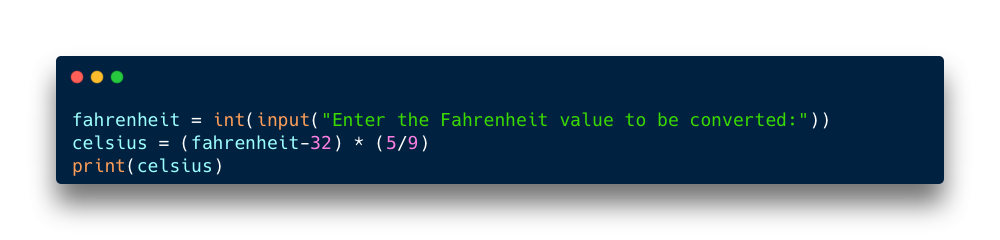 fahrenheit = int(input("Enter the Fahrenheit value to be converted:"))
celsius = (fahrenheit-32) * (5/9)
print(celsius)